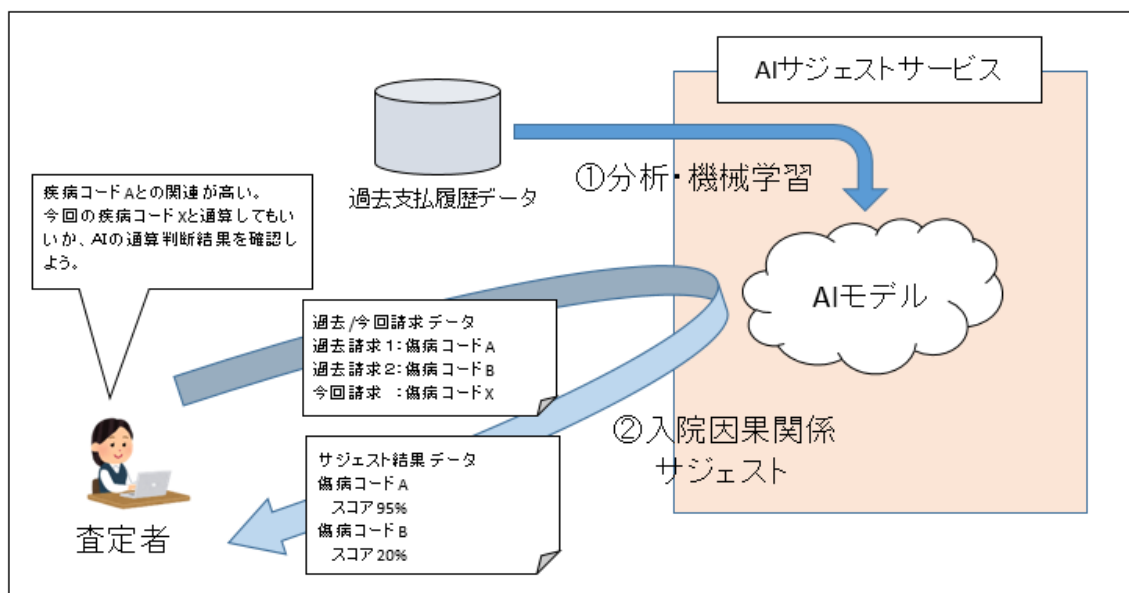 AIサジェストサービス
過去支払履歴データ
①分析・機械学習
疾病コードAとの関連が高い。
今回の疾病コードXと通算してもい
いか、AIの通算判断結果を確認し
よう。
AIモデル
過去/今回請求データ
過去請求1:傷病コードA
過去請求2:傷病コードB
今回請求 :傷病コードX
②入院因果関係
サジェスト
サジェスト結果データ
傷病コードA
スコア95%
傷病コードB
スコア20%
査定者